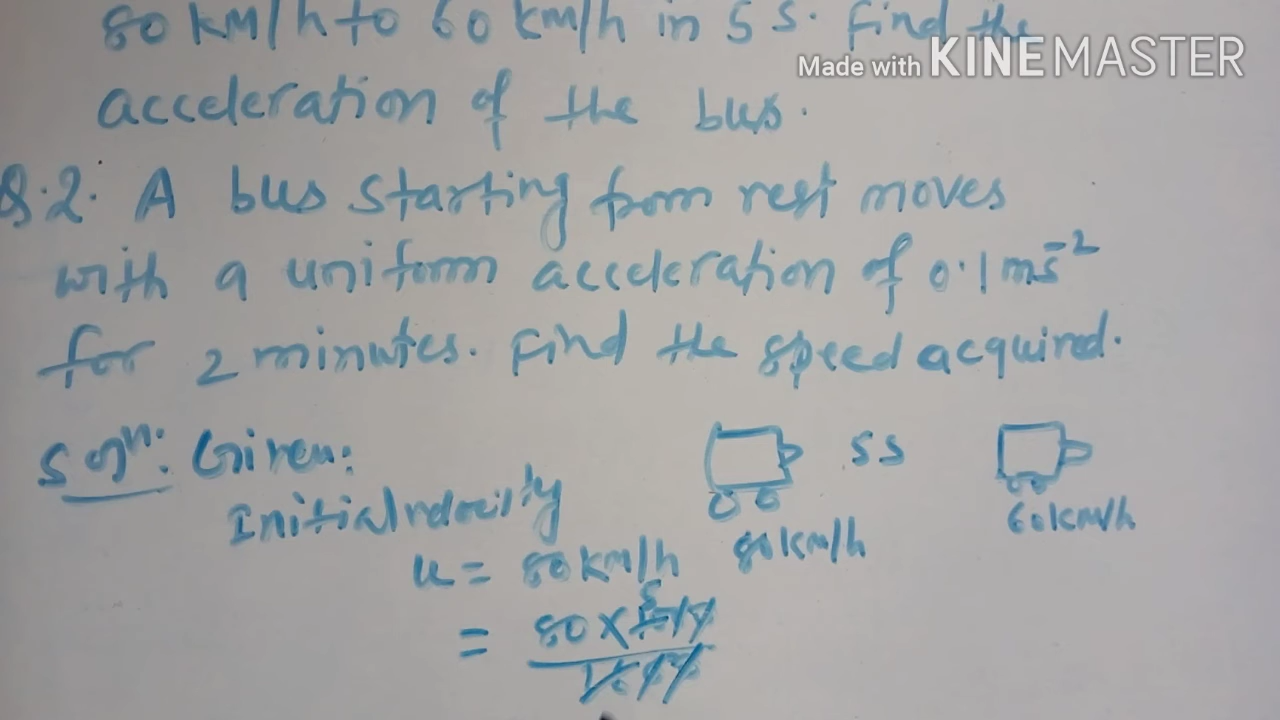 80 km/h to 60 km/h in 5 s. Find the
Made with KINEMASTER
acceleration of the bus.
Q.2. A bus starting from rest moves
with a uniform acceleration of 0.1 ms⁻²
for 2 minutes. Find the speed acquired.
Solⁿ: Given:
5 s
Initial velocity
80 km/h
60 km/h
u = 80 km/h
= 80 ×
5